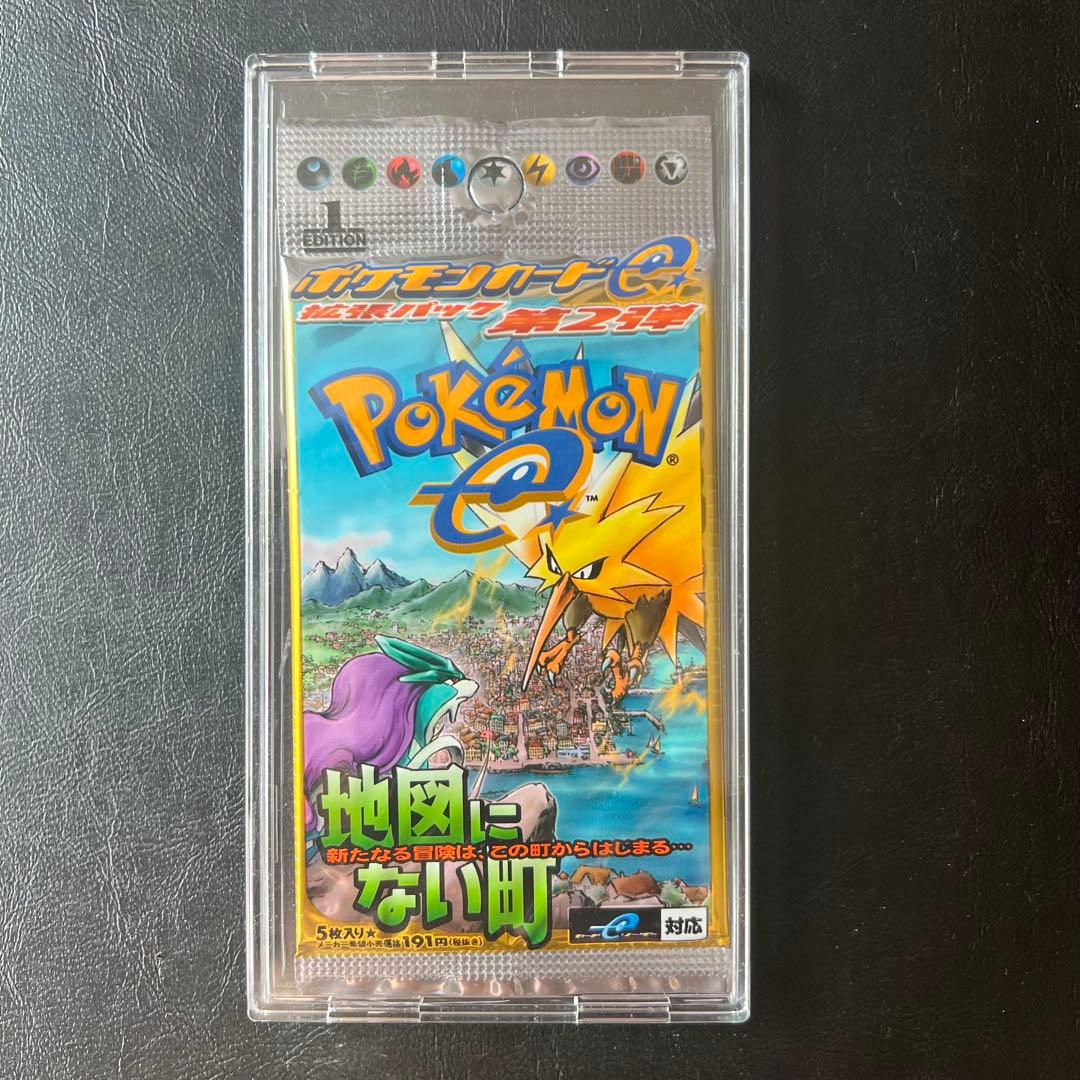 1
EDITION
ポケモンカードe™
拡張パック 第2弾
POKéMON
®
e
™
地図に
新たなる冒険は、この町からはじまる…
ない町
5枚入り★
メーカー希望小売価格 191円(税抜き)
e 対応